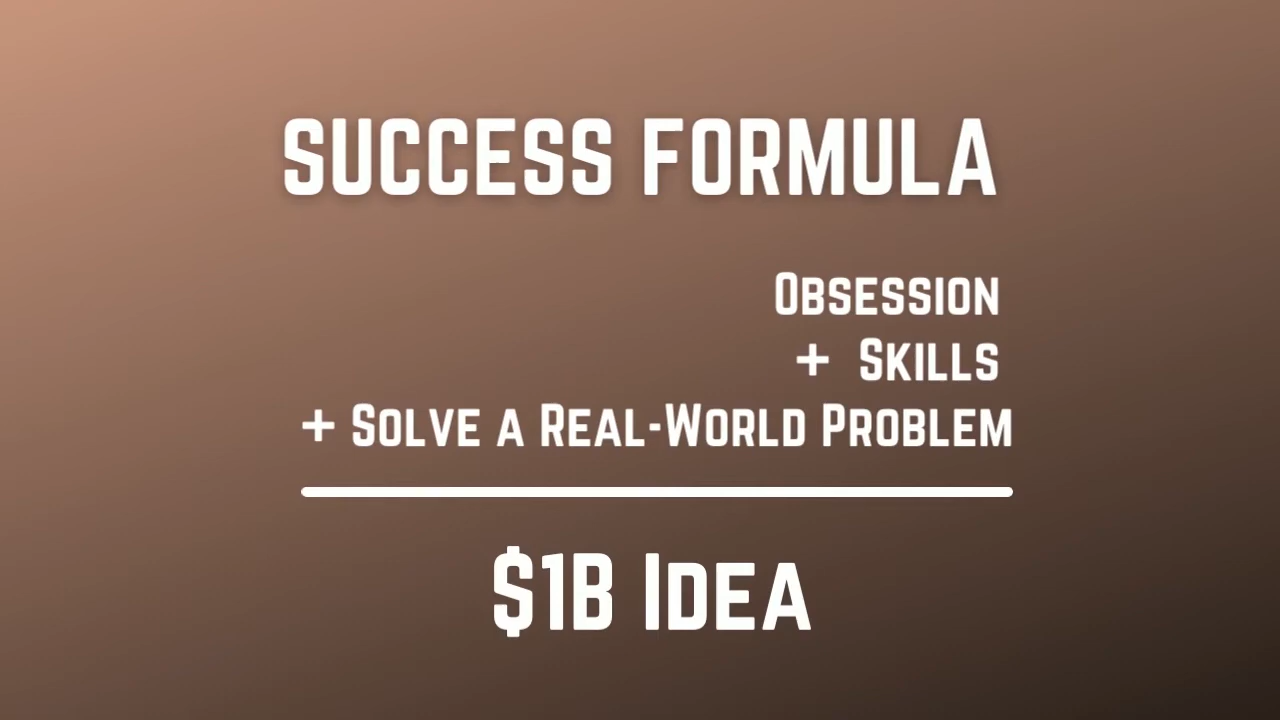 SUCCESS FORMULA
OBSESSION
+ SKILLS
+ SOLVE A REAL-WORLD PROBLEM
$1B IDEA